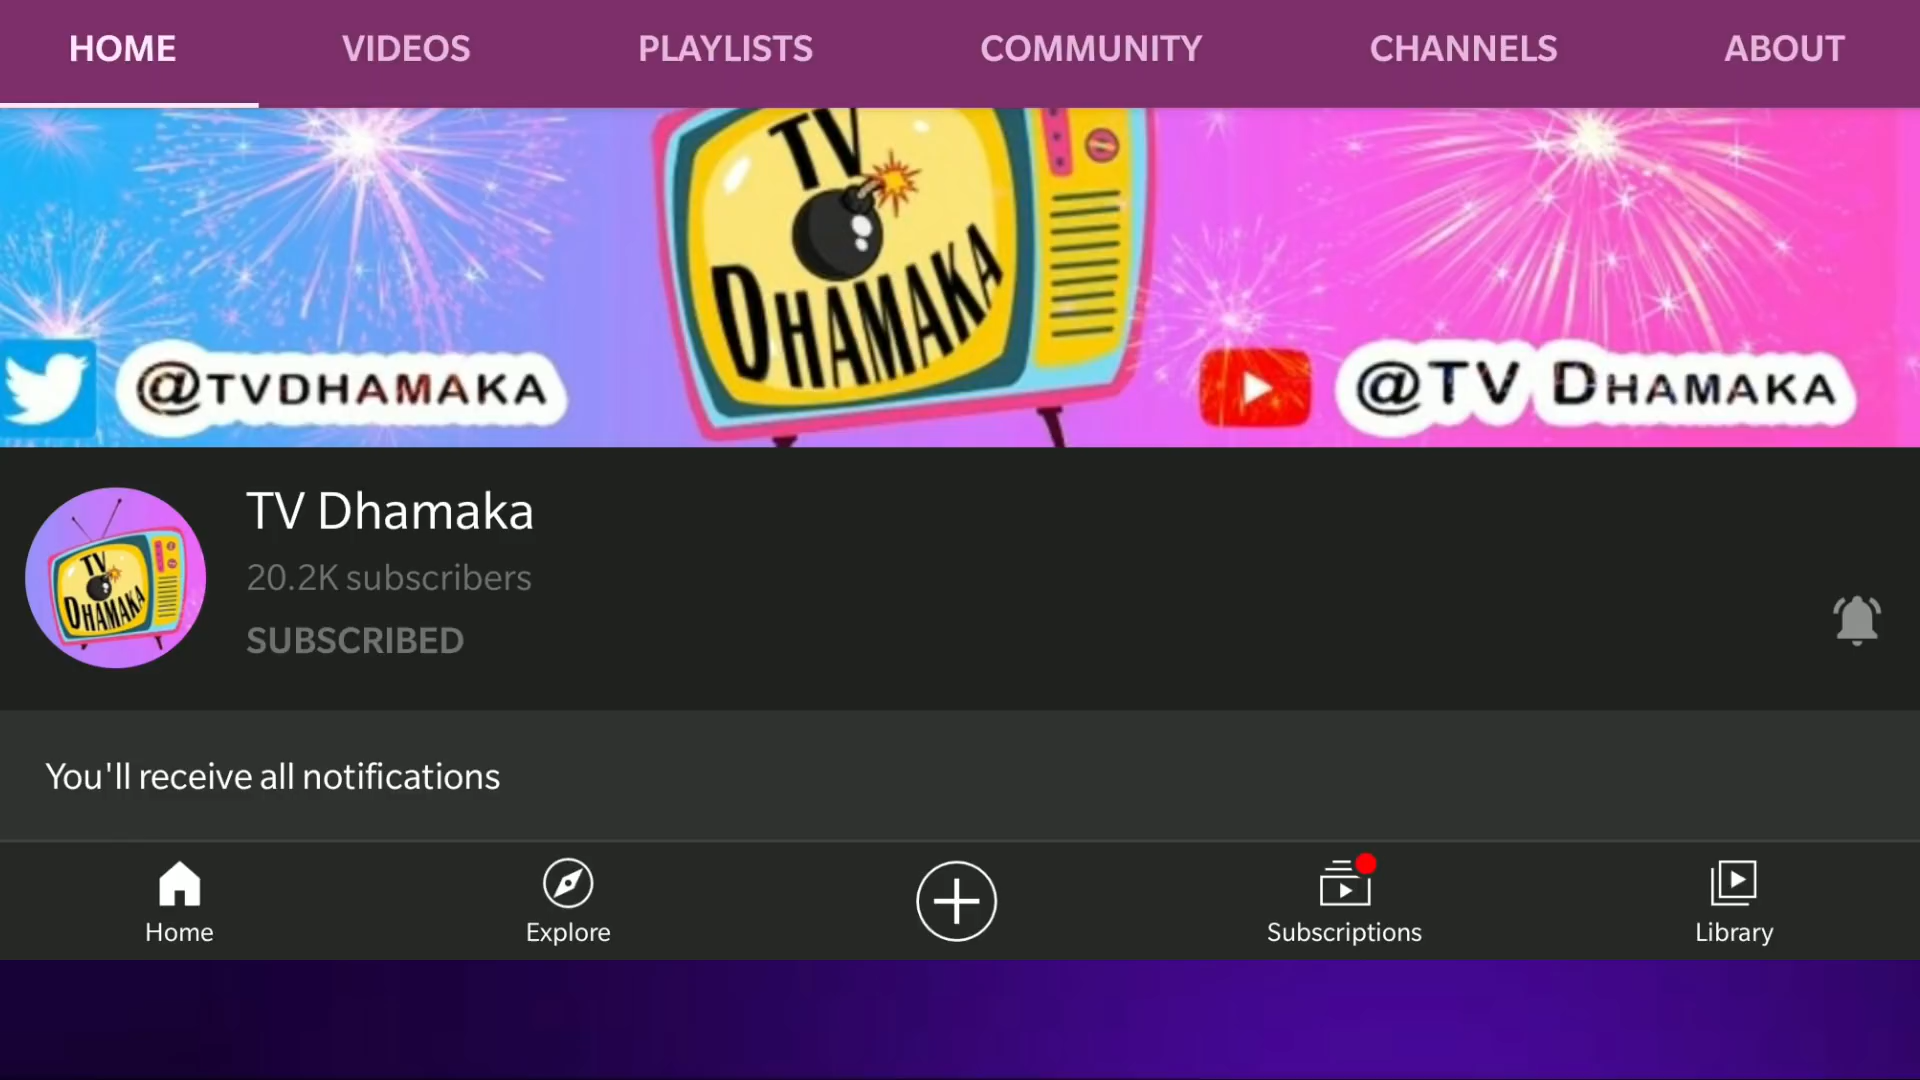 HOME VIDEOS PLAYLISTS COMMUNITY CHANNELS ABOUT
TV
DHAMAKA
@TVDHAMAKA
@TV DHAMAKA
TV
DHAMAKA
TV Dhamaka
20.2K subscribers
SUBSCRIBED
You'll receive all notifications
Home Explore Subscriptions Library